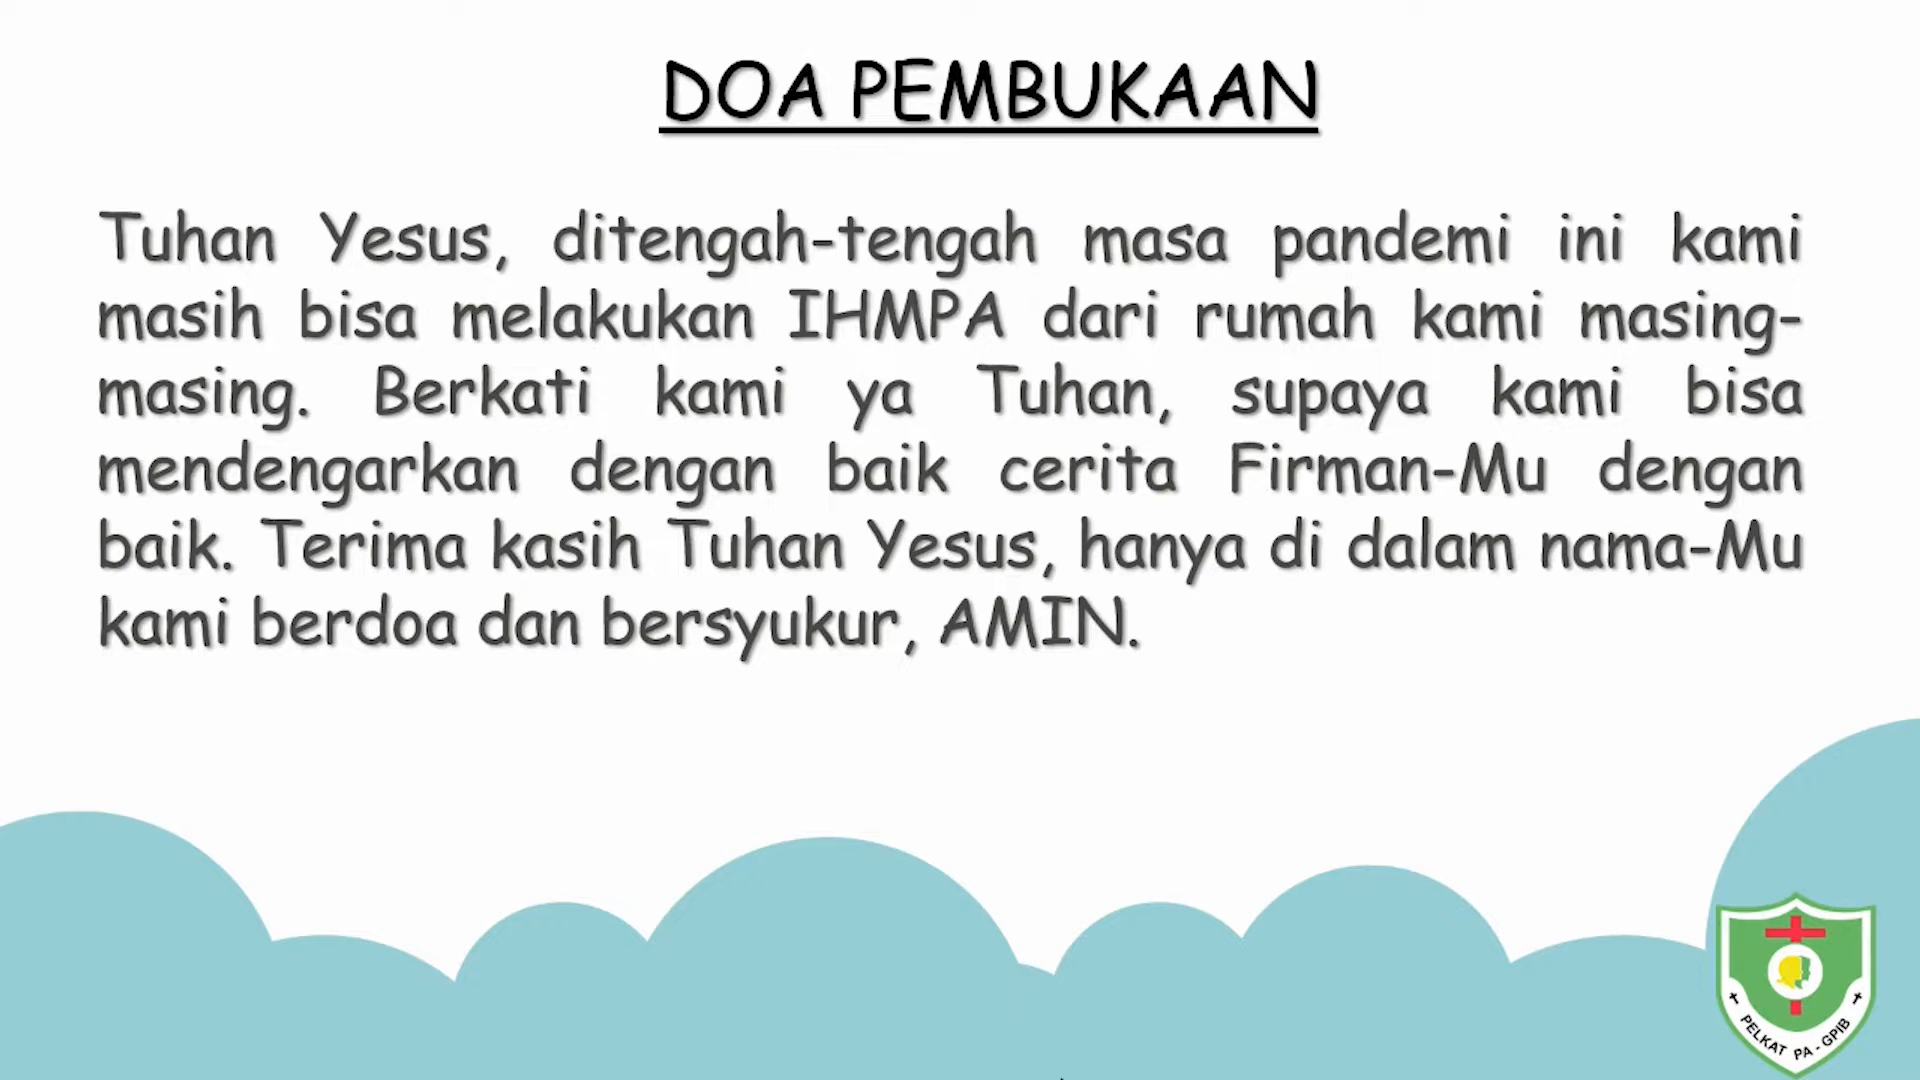 DOA PEMBUKAAN
Tuhan Yesus, ditengah-tengah masa pandemi ini kami
masih bisa melakukan IHMPA dari rumah kami masing-
masing. Berkati kami ya Tuhan, supaya kami bisa
mendengarkan dengan baik cerita Firman-Mu dengan
baik. Terima kasih Tuhan Yesus, hanya di dalam nama-Mu
kami berdoa dan bersyukur, AMIN.
PELKAT PA - GPIB